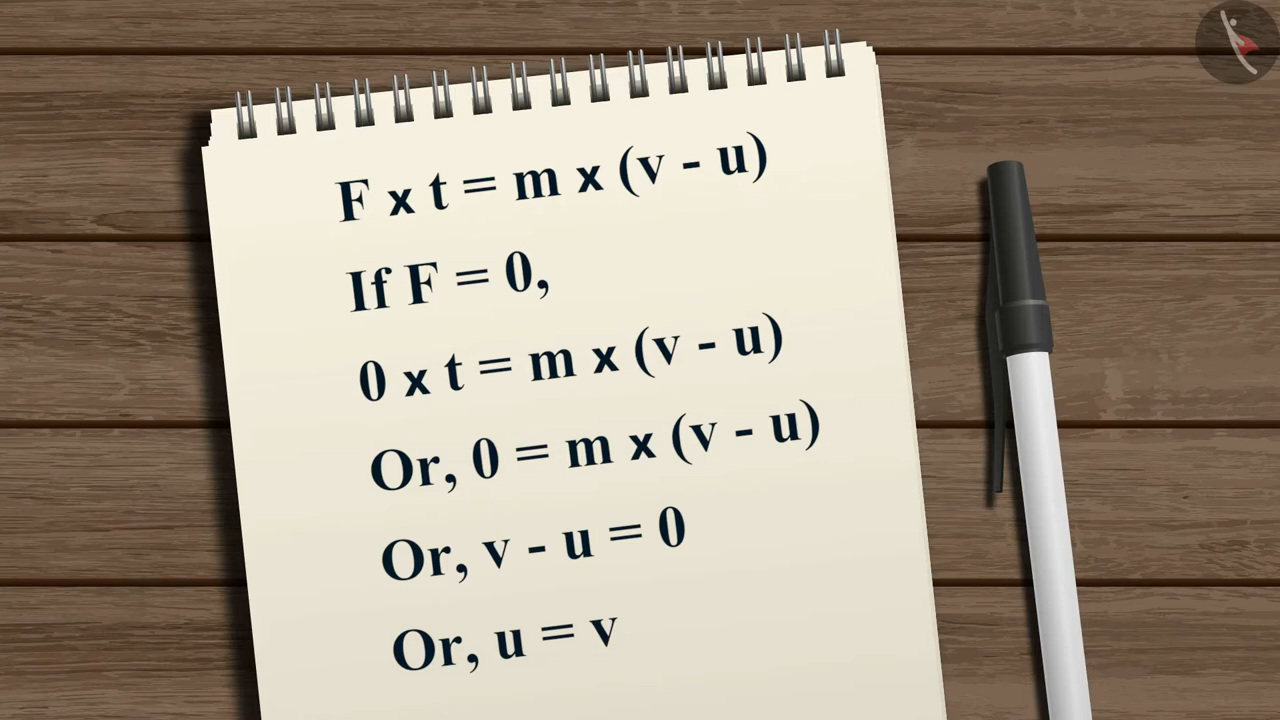 F x t = m x (v - u)
If F = 0,
0 x t = m x (v - u)
Or, 0 = m x (v - u)
Or, v - u = 0
Or, u = v